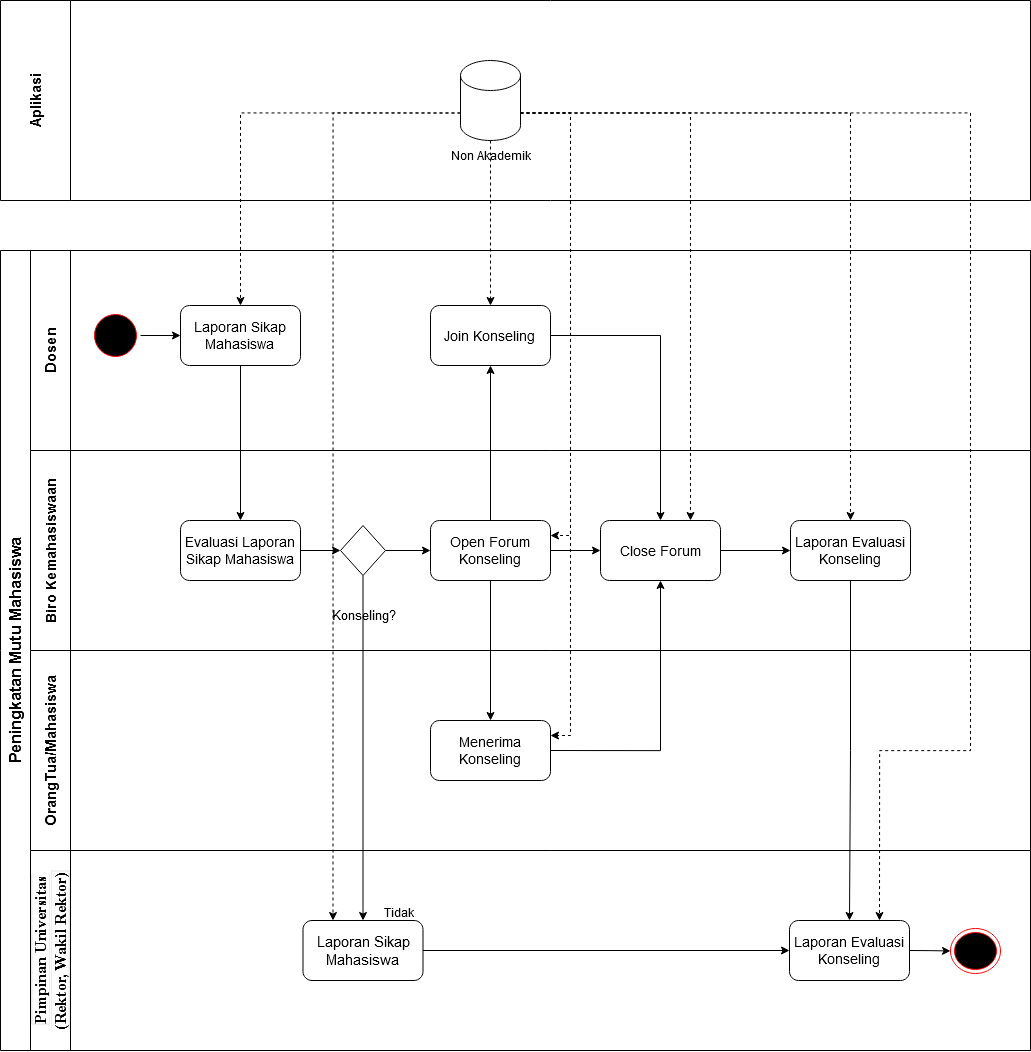 Aplikasi
Non Akademik
Peningkatan Mutu Mahasiswa
Dosen
Laporan Sikap
Mahasiswa
Join Konseling
Biro Kemahasiswaan
Evaluasi Laporan
Sikap Mahasiswa
Konseling?
Open Forum
Konseling
Close Forum
Laporan Evaluasi
Konseling
OrangTua/Mahasiswa
Menerima
Konseling
Pimpinan Universitas
(Rektor, Wakil Rektor)
Tidak
Laporan Sikap
Mahasiswa
Laporan Evaluasi
Konseling